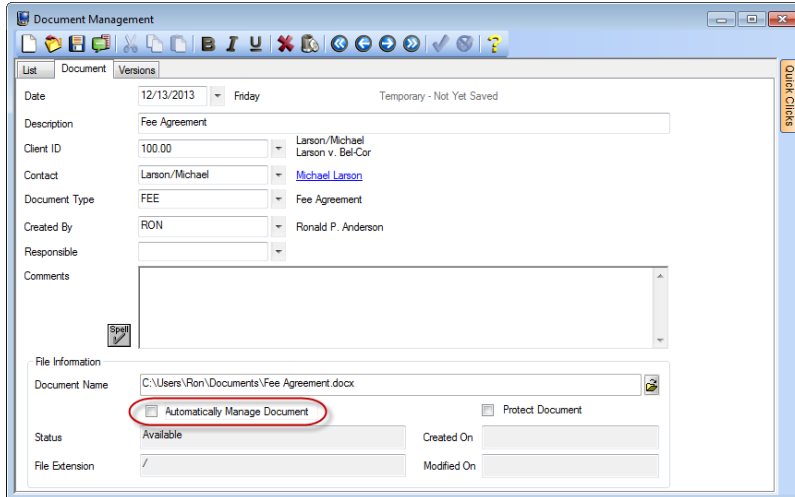 Document Management
List Document Versions
Quick Clicks
Date 12/13/2013 Friday Temporary - Not Yet Saved
Description Fee Agreement
Client ID 100.00 Larson/Michael
Larson v. Bel-Cor
Contact Larson/Michael Michael Larson
Document Type FEE Fee Agreement
Created By RON Ronald P. Anderson
Responsible
Comments
Spell
File Information
Document Name C:\Users\Ron\Documents\Fee Agreement.docx
Automatically Manage Document Protect Document
Status Available Created On
File Extension / Modified On